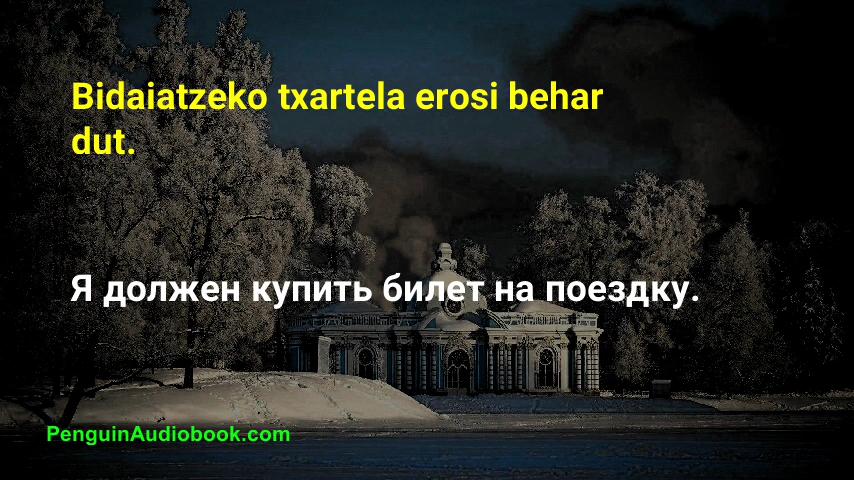 Bidaiatzeko txartela erosi behar
dut.
Я должен купить билет на поездку.
PenguinAudiobook.com